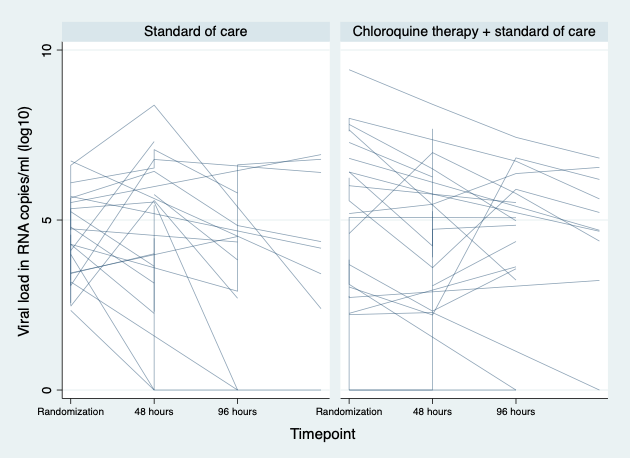 Standard of care
Chloroquine therapy + standard of care
Viral load in RNA copies/ml (log10)
10
5
0
Randomization 48 hours 96 hours
Randomization 48 hours 96 hours
Timepoint